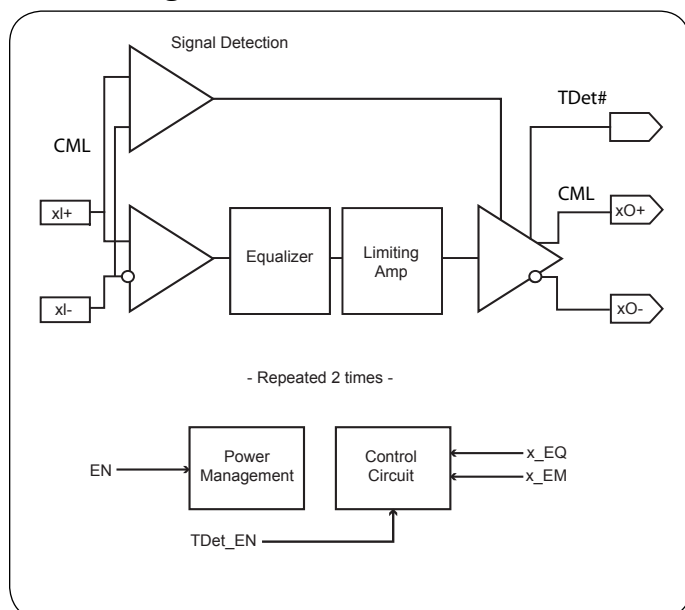 Signal Detection
TDet#
CML
CML
xI+
xO+
Equalizer
Limiting
Amp
xI-
xO-
- Repeated 2 times -
Power
Management
Control
Circuit
EN
x_EQ
x_EM
TDet_EN